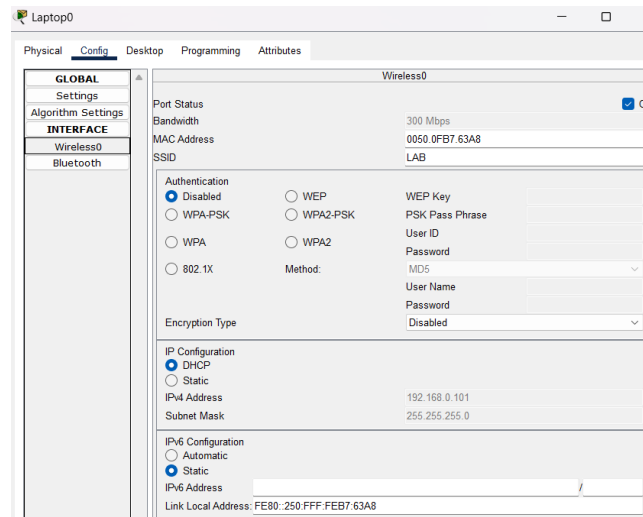 Laptop0
Physical Config Desktop Programming Attributes
GLOBAL
Settings
Algorithm Settings
INTERFACE
Wireless0
Bluetooth
Wireless0
Port Status
Bandwidth 300 Mbps
MAC Address 0050.0FB7.63A8
SSID LAB
Authentication
Disabled WEP WEP Key
WPA-PSK WPA2-PSK PSK Pass Phrase
User ID
WPA WPA2
Password
802.1X Method: MD5
User Name
Password
Encryption Type Disabled
IP Configuration
DHCP
Static
IPv4 Address 192.168.0.101
Subnet Mask 255.255.255.0
IPv6 Configuration
Automatic
Static
IPv6 Address /
Link Local Address: FE80::250:FFF:FEB7:63A8